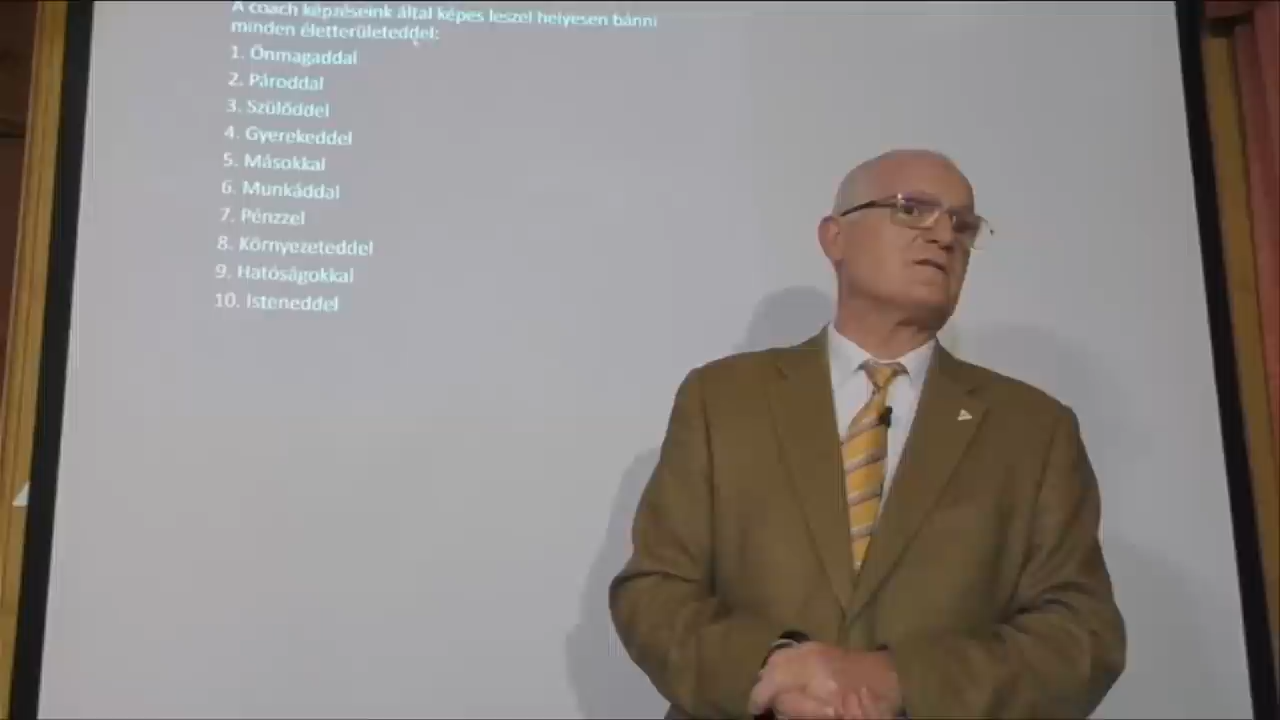 A coach képzéseink által képes leszel helyesen bánni
minden életterületeddel:
1. Önmagaddal
2. Pároddal
3. Szülőddel
4. Gyerekeddel
5. Másokkal
6. Munkáddal
7. Pénzzel
8. Környezeteddel
9. Hatóságokkal
10. Isteneddel